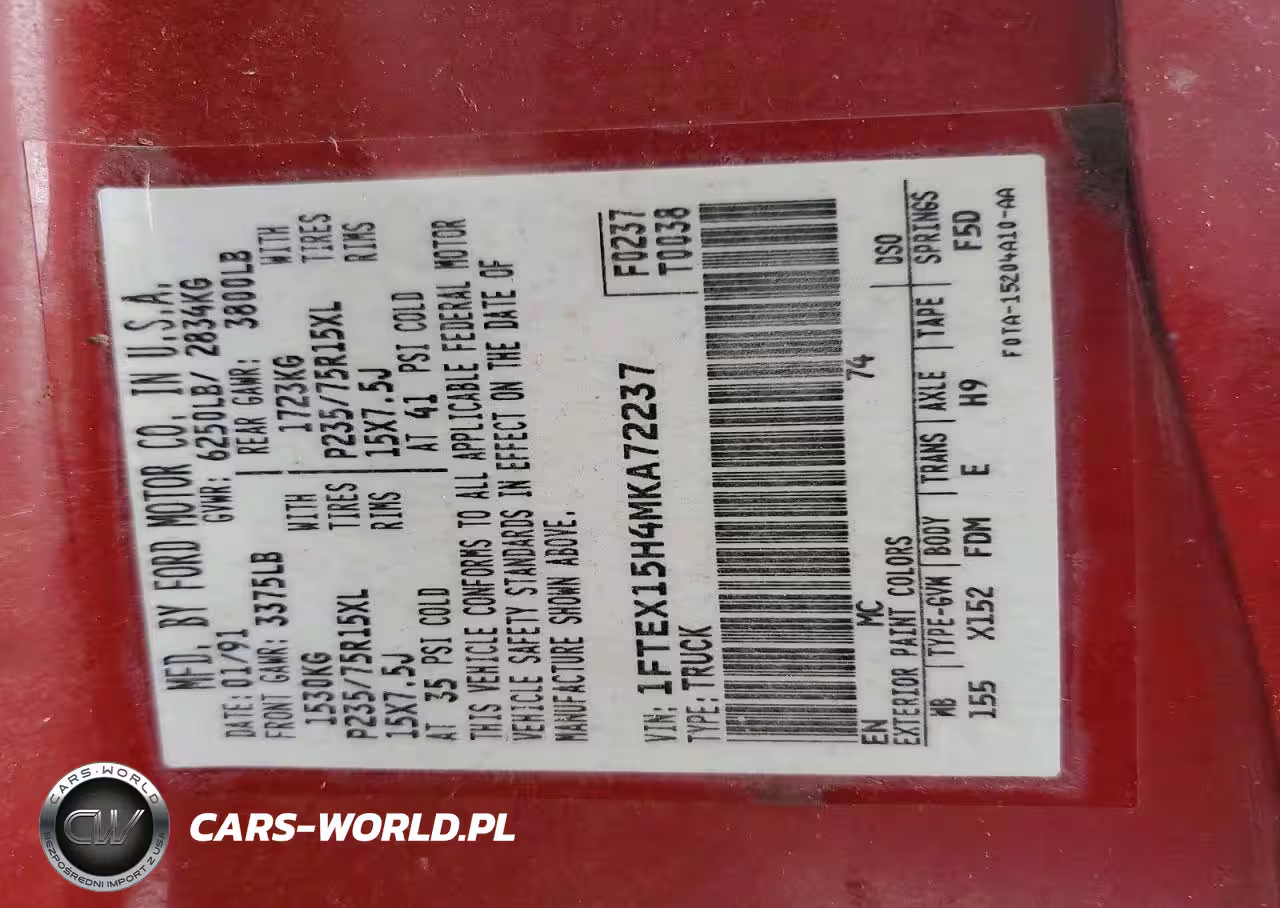 MFD. BY FORD MOTOR CO. IN U.S.A.
DATE: 01/91 GVWR: 6250LB/ 2834KG
FRONT GAWR: 3375LB REAR GAWR: 3800LB
1530KG WITH 1723KG WITH
P235/75R15XL TIRES P235/75R15XL TIRES
15X7.5J RIMS 15X7.5J RIMS
AT 35 PSI COLD AT 41 PSI COLD
THIS VEHICLE CONFORMS TO ALL APPLICABLE FEDERAL MOTOR
VEHICLE SAFETY STANDARDS IN EFFECT ON THE DATE OF
MANUFACTURE SHOWN ABOVE.
F0237
VIN: 1FTEX15H4MKA72237 T0038
TYPE: TRUCK
EN MC 74
EXTERIOR PAINT COLORS DSO
WB TYPE-GVW BODY TRANS AXLE TAPE SPRINGS
155 X152 FDM E H9 F5D
F0TA-15204A10-AA
CARS-WORLD
CW
BEZPOŚREDNI IMPORT Z USA
CARS-WORLD.PL